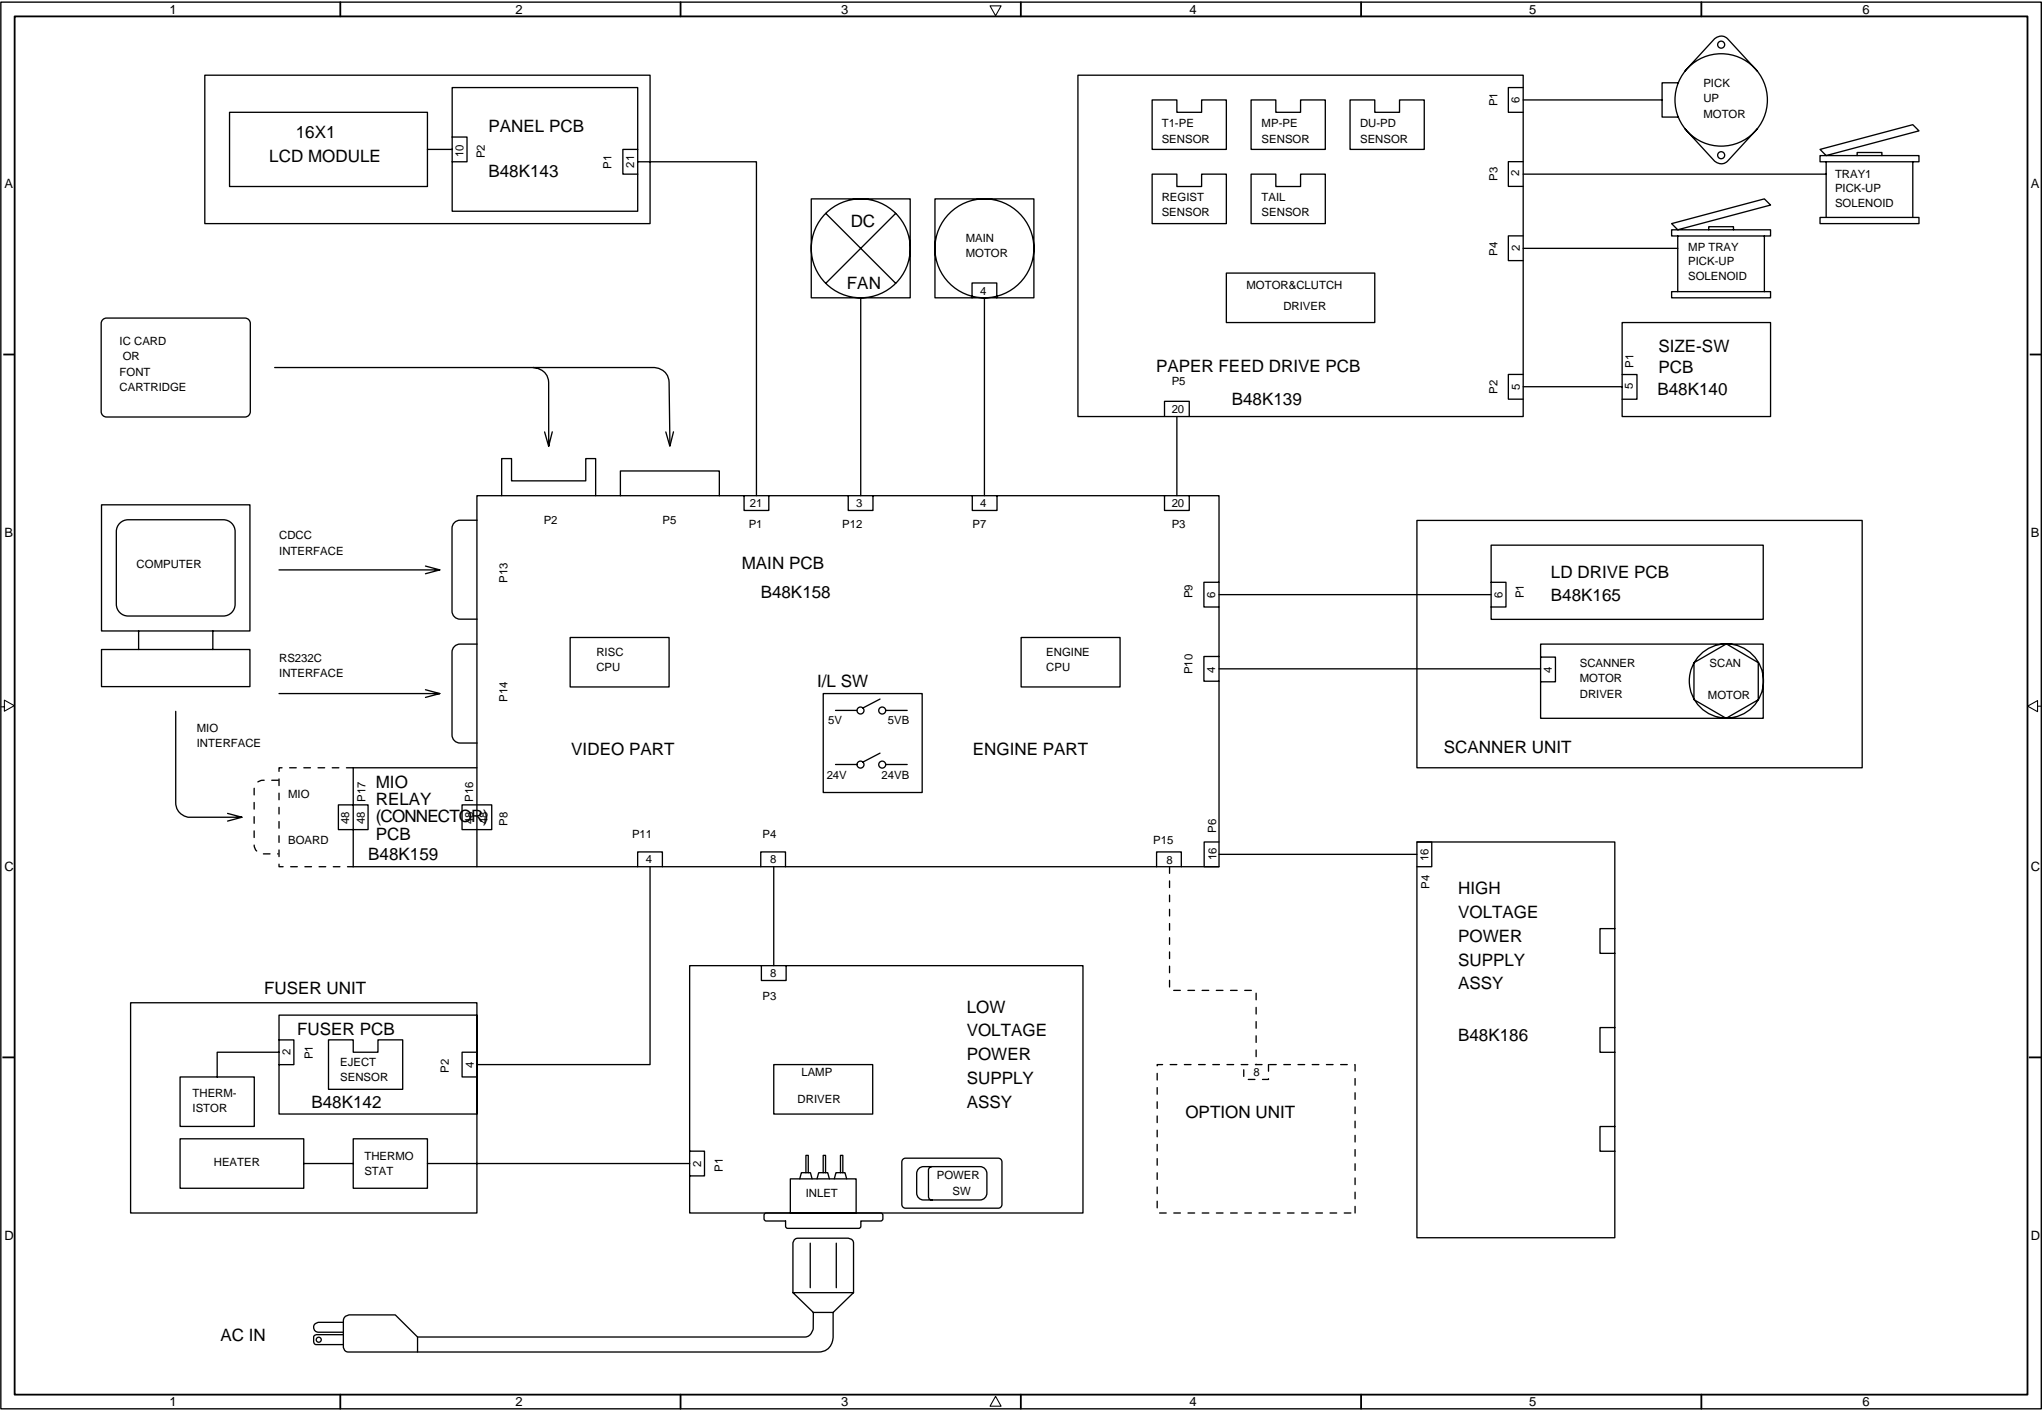 1 2 3 4 5 6
16X1
LCD MODULE
10
P2
PANEL PCB
B48K143
P1
21
DC
FAN
MAIN
MOTOR
4
T1-PE
SENSOR
MP-PE
SENSOR
DU-PD
SENSOR
REGIST
SENSOR
TAIL
SENSOR
MOTOR&CLUTCH
DRIVER
PAPER FEED DRIVE PCB
P5
B48K139
20
P1
6
P3
2
P4
2
P2
5
PICK
UP
MOTOR
TRAY1
PICK-UP
SOLENOID
MP TRAY
PICK-UP
SOLENOID
P1
5
SIZE-SW
PCB
B48K140
A
A
IC CARD
OR
FONT
CARTRIDGE
B
B
COMPUTER
CDCC
INTERFACE
RS232C
INTERFACE
MIO
INTERFACE
P2
P5
21
P1
3
P12
4
P7
20
P3
P13
P14
MAIN PCB
B48K158
RISC
CPU
ENGINE
CPU
I/L SW
5V 5VB
24V 24VB
VIDEO PART
ENGINE PART
P9
6
P10
4
6
P1
LD DRIVE PCB
B48K165
4
SCANNER
MOTOR
DRIVER
SCAN
MOTOR
SCANNER UNIT
MIO
BOARD
48
48
P17
MIO
RELAY
(CONNECTOR)
PCB
B48K159
P16
P8
P11
4
P4
8
P15
8
P6
16
C
C
16
P4
HIGH
VOLTAGE
POWER
SUPPLY
ASSY
B48K186
FUSER UNIT
FUSER PCB
2
P1
EJECT
SENSOR
P2
4
B48K142
THERM-
ISTOR
HEATER
THERMO
STAT
8
P3
LOW
VOLTAGE
POWER
SUPPLY
ASSY
LAMP
DRIVER
2
P1
INLET
POWER
SW
8
OPTION UNIT
D
D
AC IN
1 2 3 4 5 6